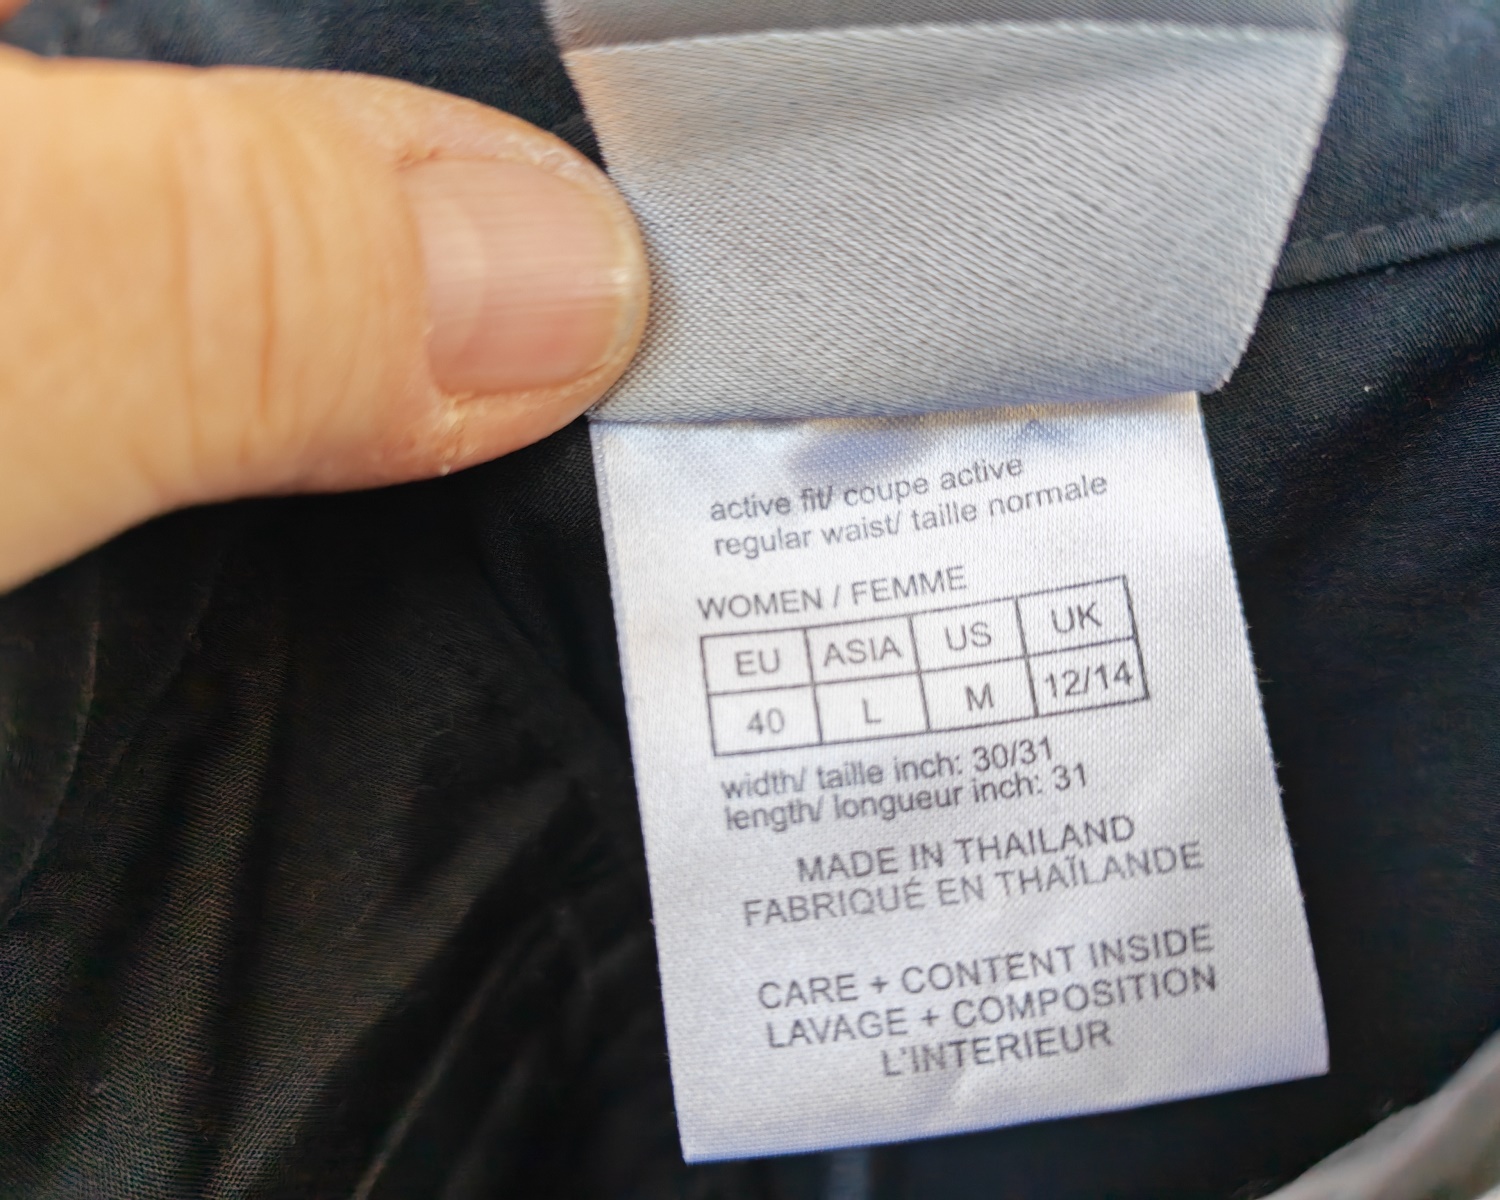 active fit/ coupe active
regular waist/ taille normale
WOMEN / FEMME
EU ASIA US UK
40 L M 12/14
width/ taille inch: 30/31
length/ longueur inch: 31
MADE IN THAILAND
FABRIQUÉ EN THAÏLANDE
CARE + CONTENT INSIDE
LAVAGE + COMPOSITION
L'INTERIEUR